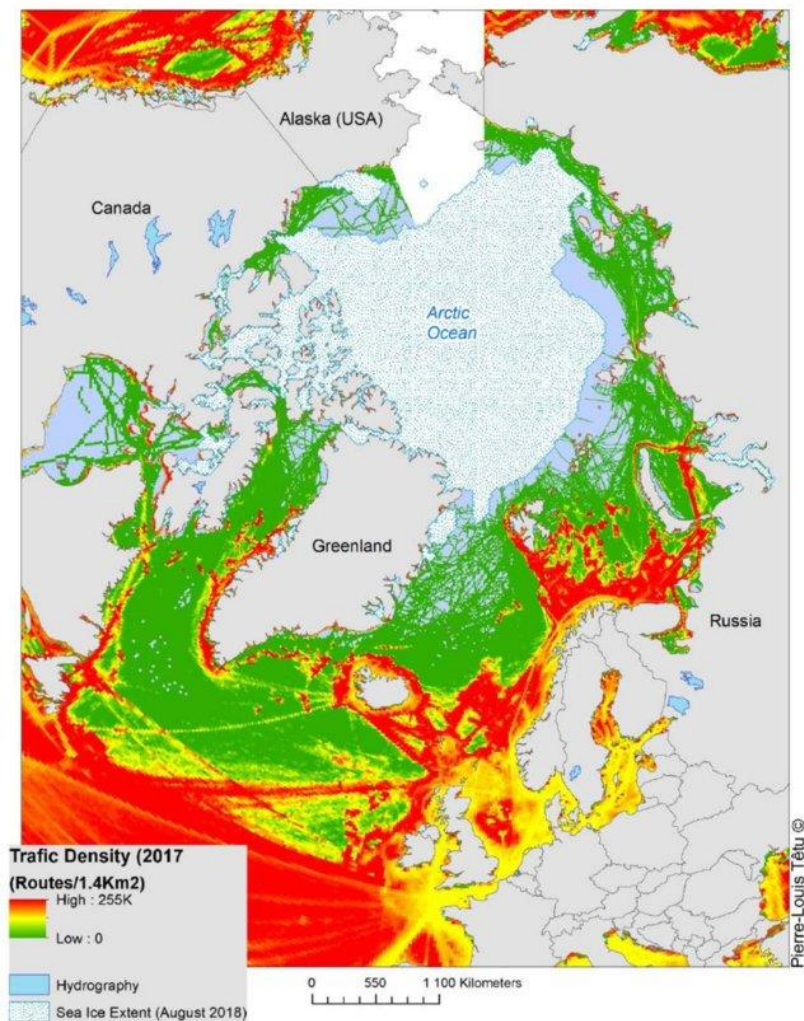 Alaska (USA)
Canada
Arctic
Ocean
Greenland
Russia
Trafic Density (2017
(Routes/1.4Km2)
High : 255K
Low : 0
Hydrography
Sea Ice Extent (August 2018)
0 550 1 100 Kilometers
Pierre-Louis Têtu ©